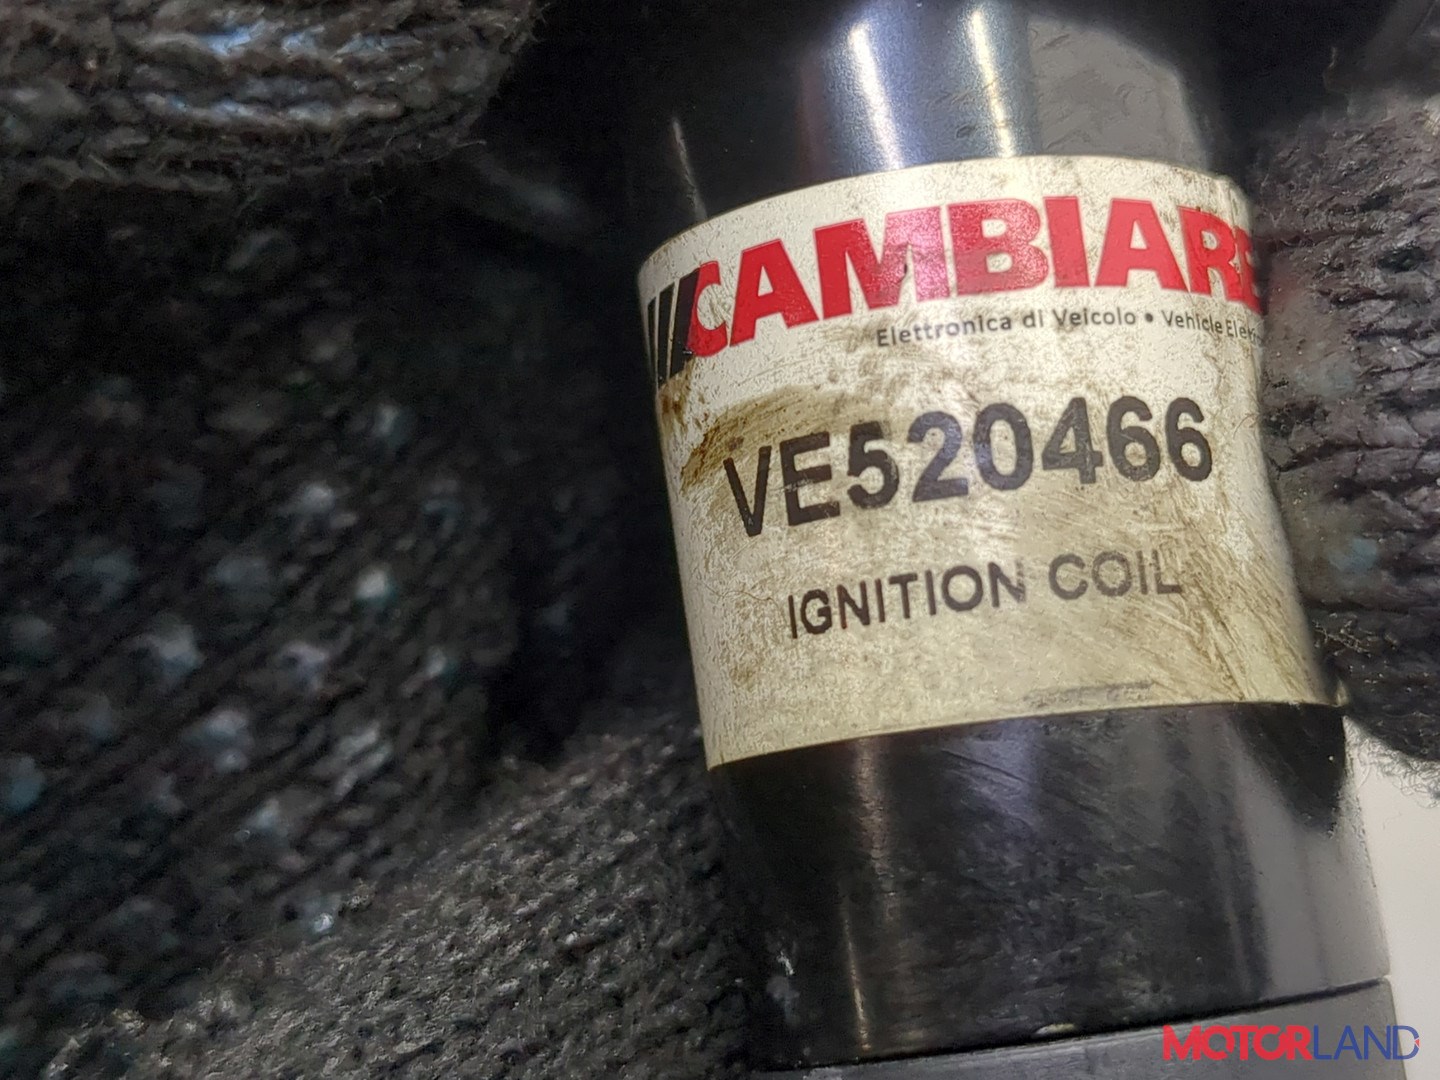 CAMBIARE
Elettronica di Veicolo • Vehicle
VE520466
IGNITION COIL
MOTORLAND